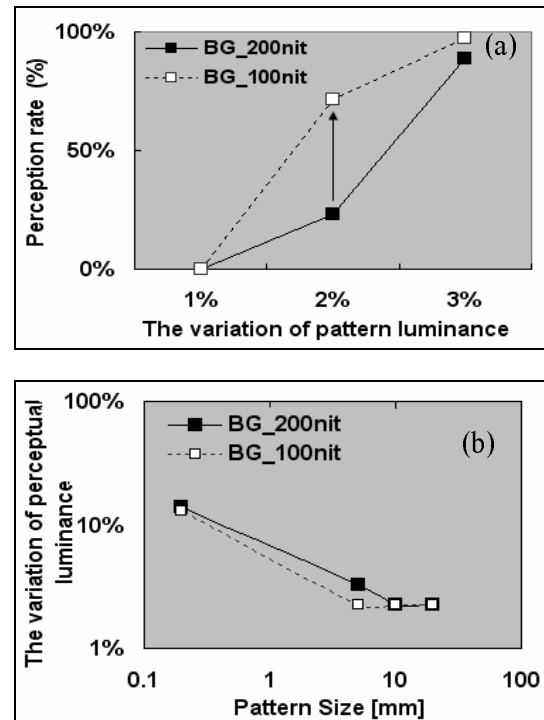 100%
50%
0%
Perception rate (%)
BG_200nit
BG_100nit
(a)
1% 2% 3%
The variation of pattern luminance
100%
10%
1%
The variation of perceptual
luminance
BG_200nit
BG_100nit
(b)
0.1 1 10 100
Pattern Size [mm]